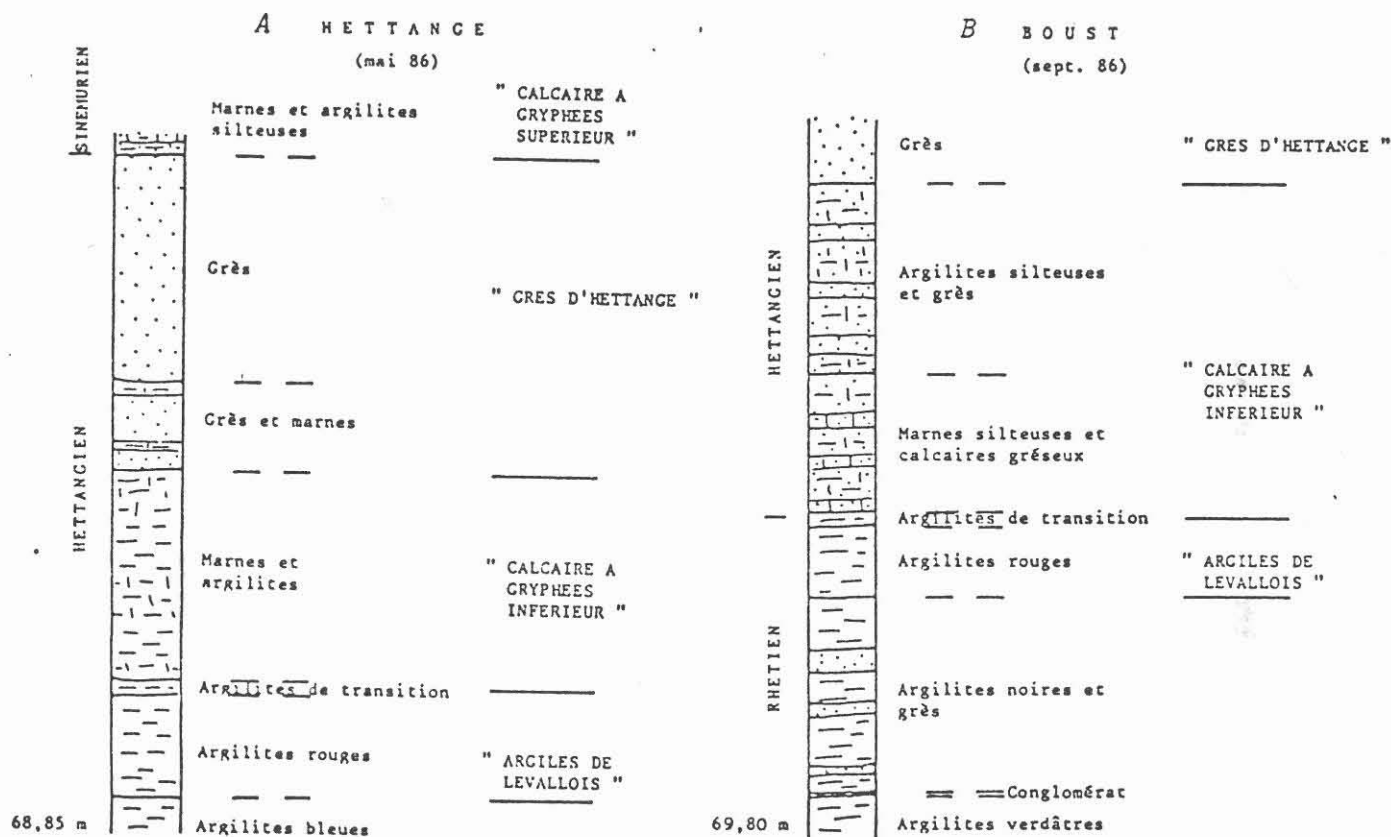 A HETTANGE
(mai 86)
SINEMURIEN
Marnes et argilites
silteuses
" CALCAIRE A
GRYPHEES
SUPERIEUR "
Grès
" GRES D'HETTANGE "
HETTANGIEN
Grès et marnes
Marnes et
argilites
" CALCAIRE A
GRYPHEES
INFERIEUR "
Argilites de transition
Argilites rouges
" ARGILES DE
LEVALLOIS "
68,85 m
Argilites bleues
B BOUST
(sept. 86)
Grès
" GRES D'HETTANGE "
HETTANGIEN
Argilites silteuses
et grès
" CALCAIRE A
GRYPHEES
INFERIEUR "
Marnes silteuses et
calcaires gréseux
Argilites de transition
Argilites rouges
" ARGILES DE
LEVALLOIS "
RHETIEN
Argilites noires et
grès
Conglomérat
69,80 m
Argilites verdâtres